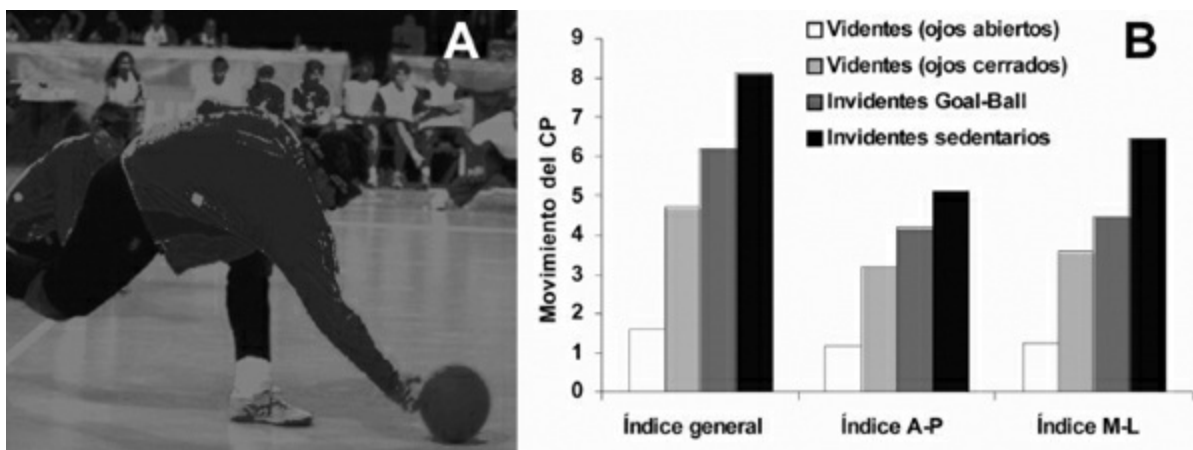 A
B
Videntes (ojos abiertos)
Videntes (ojos cerrados)
Invidentes Goal-Ball
Invidentes sedentarios
Movimiento del CP
9
8
7
6
5
4
3
2
1
0
Índice general
Índice A-P
Índice M-L